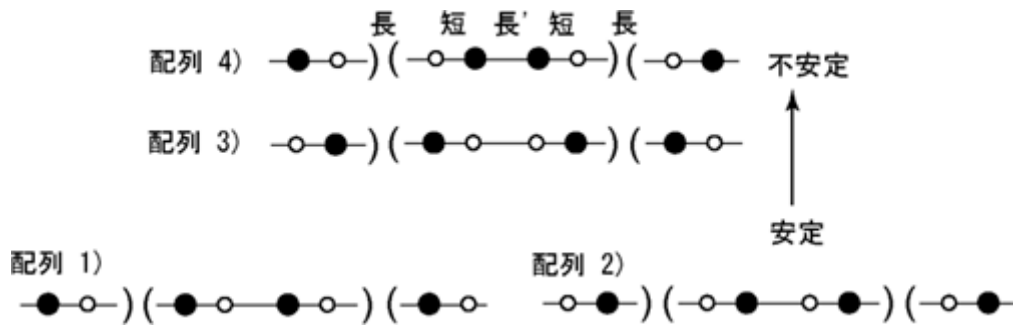 長 短 長' 短 長
配列 4) 不安定
配列 3)
安定
配列 1) 配列 2)